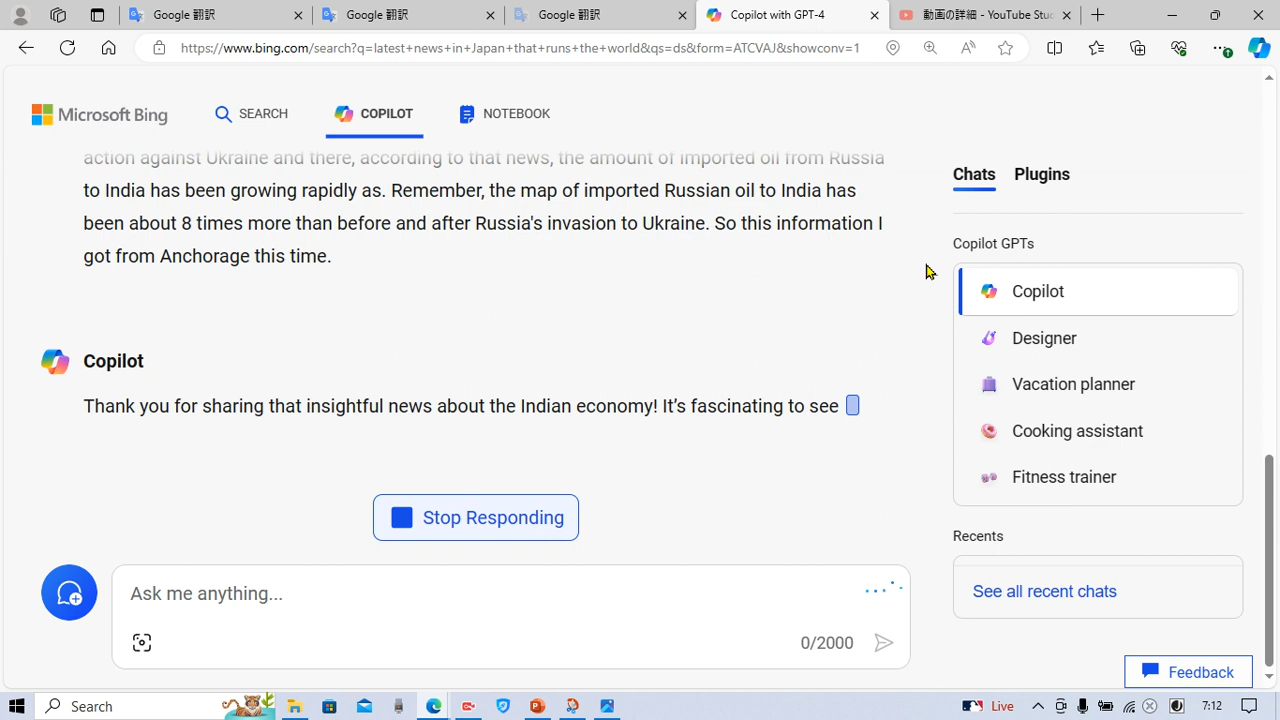 Google 翻訳
Google 翻訳
Google 翻訳
Copilot with GPT-4
動画の詳細 - YouTube Stu
https://www.bing.com/search?q=latest+news+in+Japan+that+runs+the+world&qs=ds&form=ATCVAJ&showconv=1
Microsoft Bing
SEARCH
COPILOT
NOTEBOOK
action against Ukraine and there, according to that news, the amount of imported oil from Russia
to India has been growing rapidly as. Remember, the map of imported Russian oil to India has
been about 8 times more than before and after Russia's invasion to Ukraine. So this information I
got from Anchorage this time.
Copilot
Thank you for sharing that insightful news about the Indian economy! It's fascinating to see
Stop Responding
Ask me anything...
0/2000
Chats
Plugins
Copilot GPTs
Copilot
Designer
Vacation planner
Cooking assistant
Fitness trainer
Recents
See all recent chats
Feedback
Search
Live
7:12